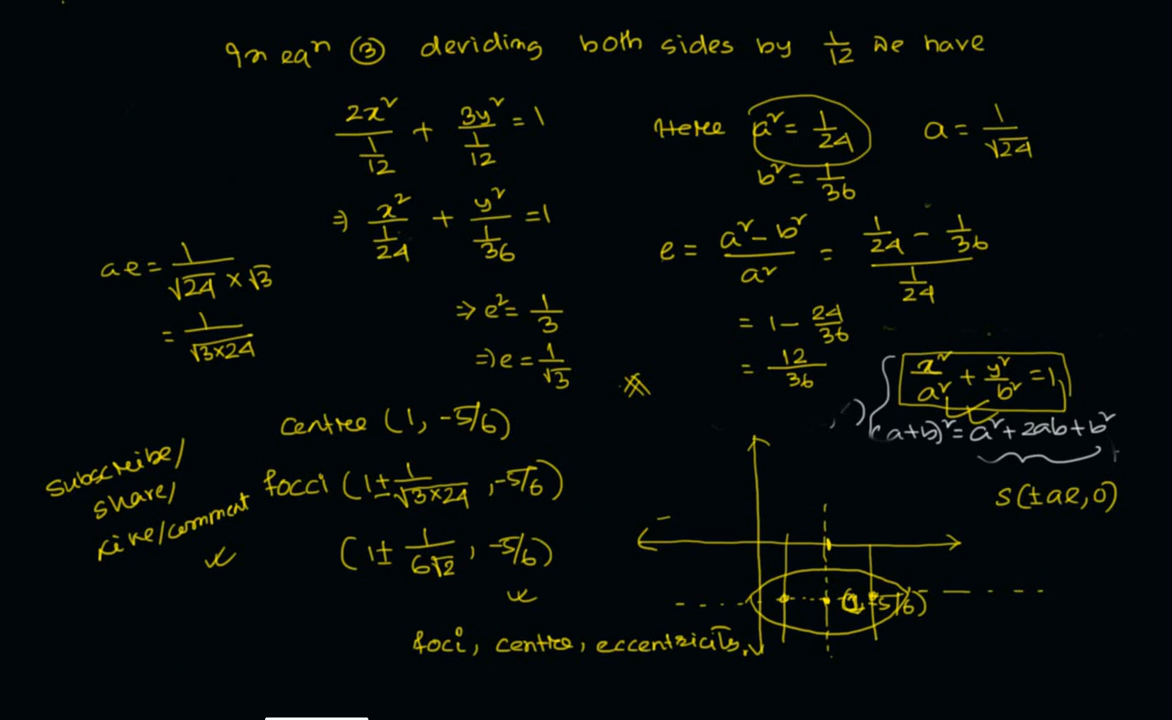 In eqn ③ deviding both sides by 1/12 we have
2x²/(1/12) + 3y²/(1/12) = 1
Here a² = 1/24 a = 1/√24
b² = 1/36
⇒ x²/(1/24) + y²/(1/36) = 1
e = (a² - b²)/a² = (1/24 - 1/36)/(1/24)
= 1 - 24/36
= 12/36
ae = 1/(√24 × √3)
= 1/√(3×24)
⇒ e² = 1/3
⇒ e = 1/√3
x²/a² + y²/b² = 1
(a+b)² = a² + 2ab + b²
S(±ae, 0)
centre (1, -5/6)
focci (1 ± 1/√(3×24), -5/6)
(1 ± 1/(6√2), -5/6)
subscribe/
share/
like/comment
(1, -5/6)
foci, centre, eccentricity